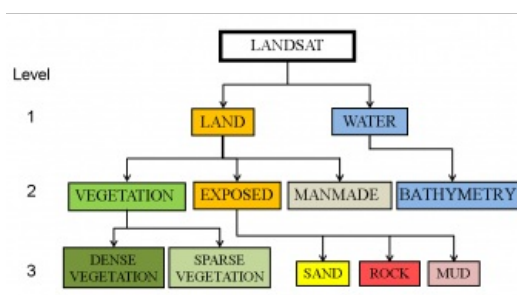 LANDSAT
Level
1
LAND
WATER
2
VEGETATION
EXPOSED
MANMADE
BATHYMETRY
3
DENSE
VEGETATION
SPARSE
VEGETATION
SAND
ROCK
MUD